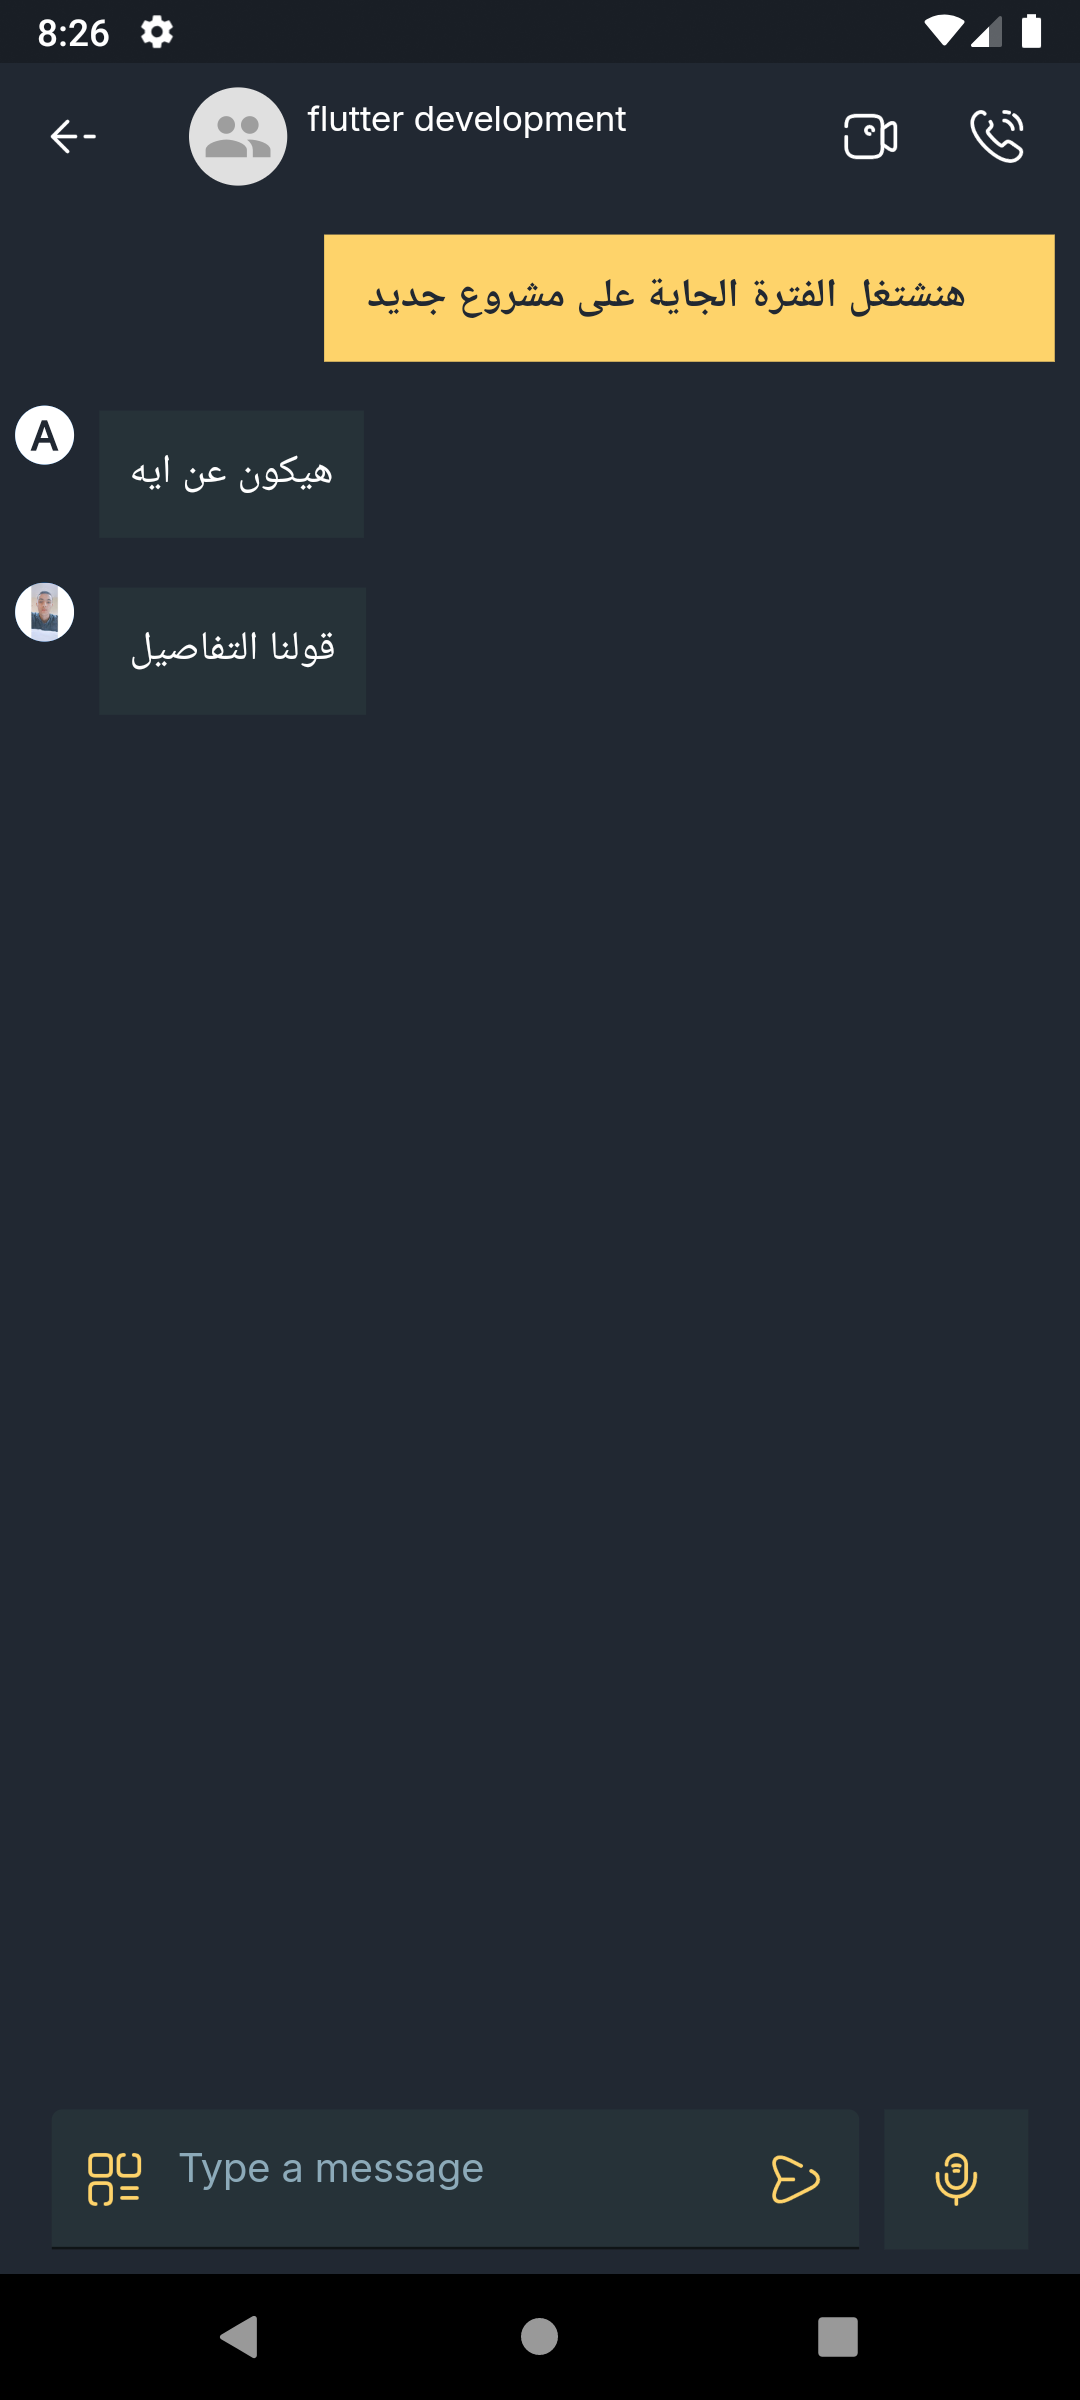 8:26
flutter development
هنشتغل الفترة الجاية على مشروع جديد
A
هيكون عن ايه
قولنا التفاصيل
Type a message